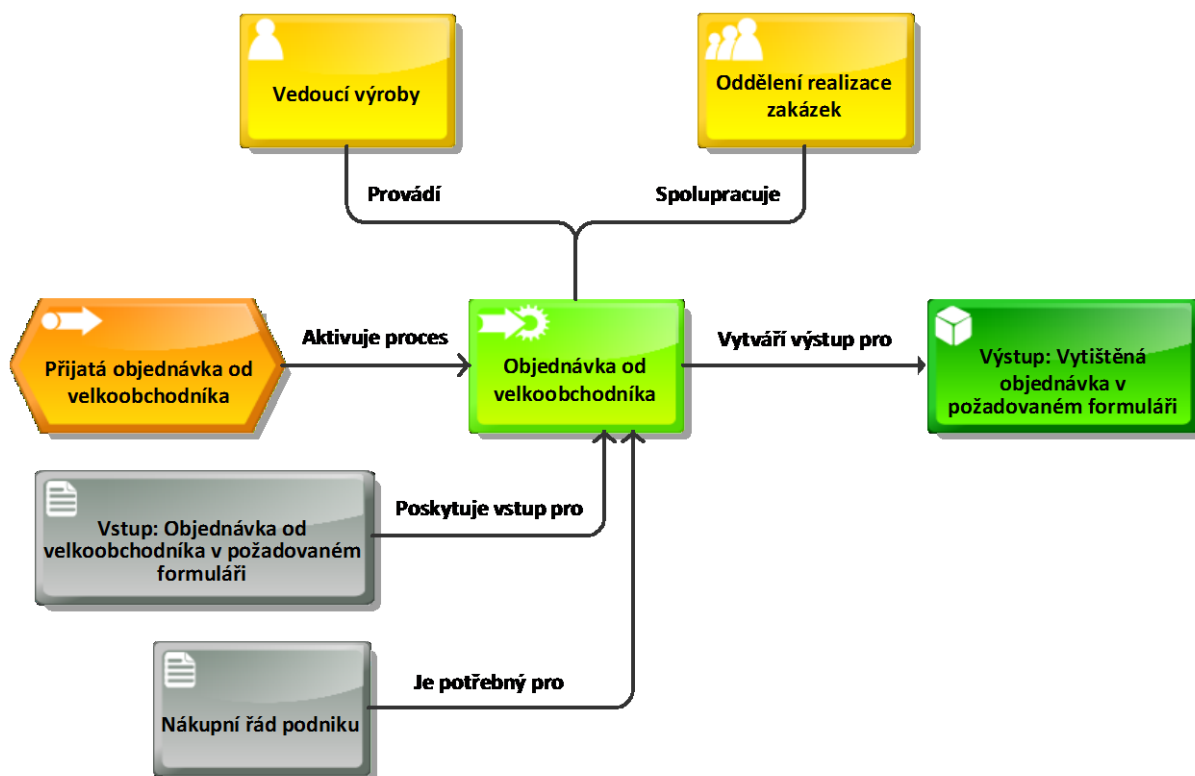 Vedoucí výroby
Oddělení realizace
zakázek
Provádí
Spolupracuje
Přijatá objednávka od
velkoobchodníka
Aktivuje proces
Objednávka od
velkoobchodníka
Vytváří výstup pro
Výstup: Vytištěná
objednávka v
požadovaném formuláři
Vstup: Objednávka od
velkoobchodníka v požadovaném
formuláři
Poskytuje vstup pro
Nákupní řád podniku
Je potřebný pro